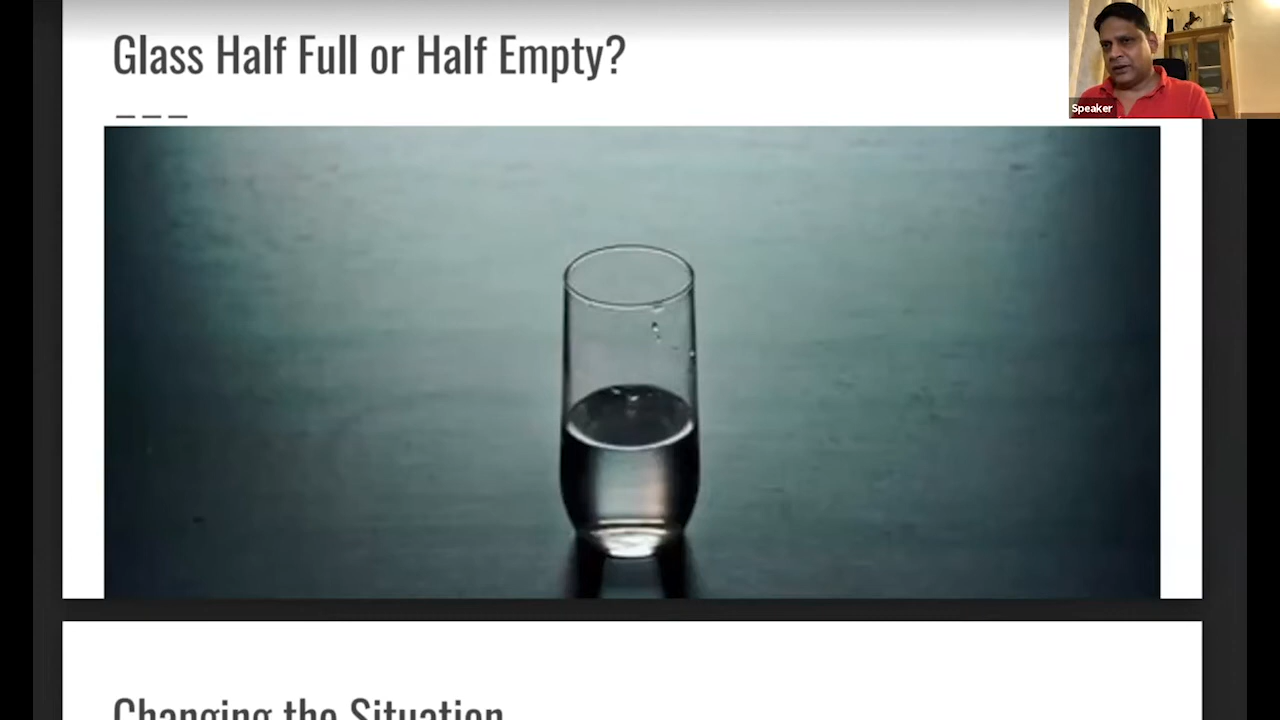 Glass Half Full or Half Empty?
Speaker
Changing the Situation